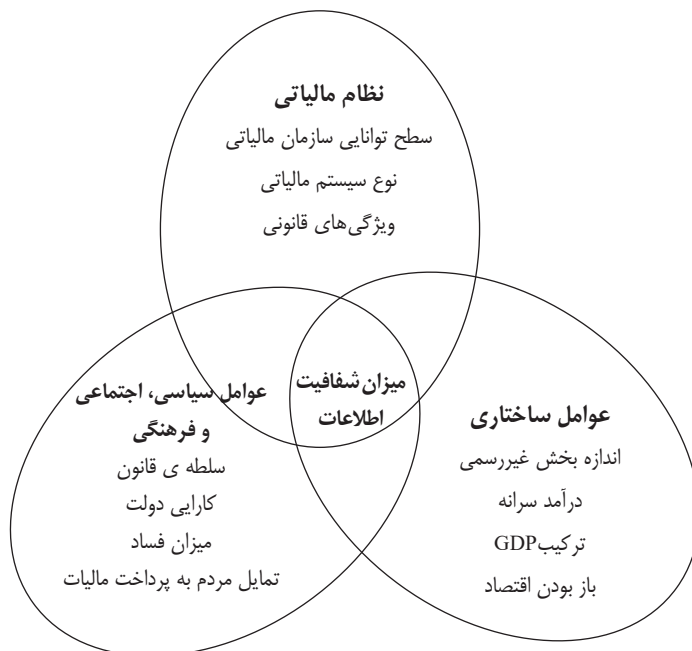 نظام مالیاتی
سطح توانایی سازمان مالیاتی
نوع سیستم مالیاتی
ویژگی‌های قانونی
میزان شفافیت
اطلاعات
عوامل ساختاری
اندازه بخش غیررسمی
درآمد سرانه
ترکیبGDP
باز بودن اقتصاد
عوامل سیاسی، اجتماعی
و فرهنگی
سلطه ی قانون
کارایی دولت
میزان فساد
تمایل مردم به پرداخت مالیات